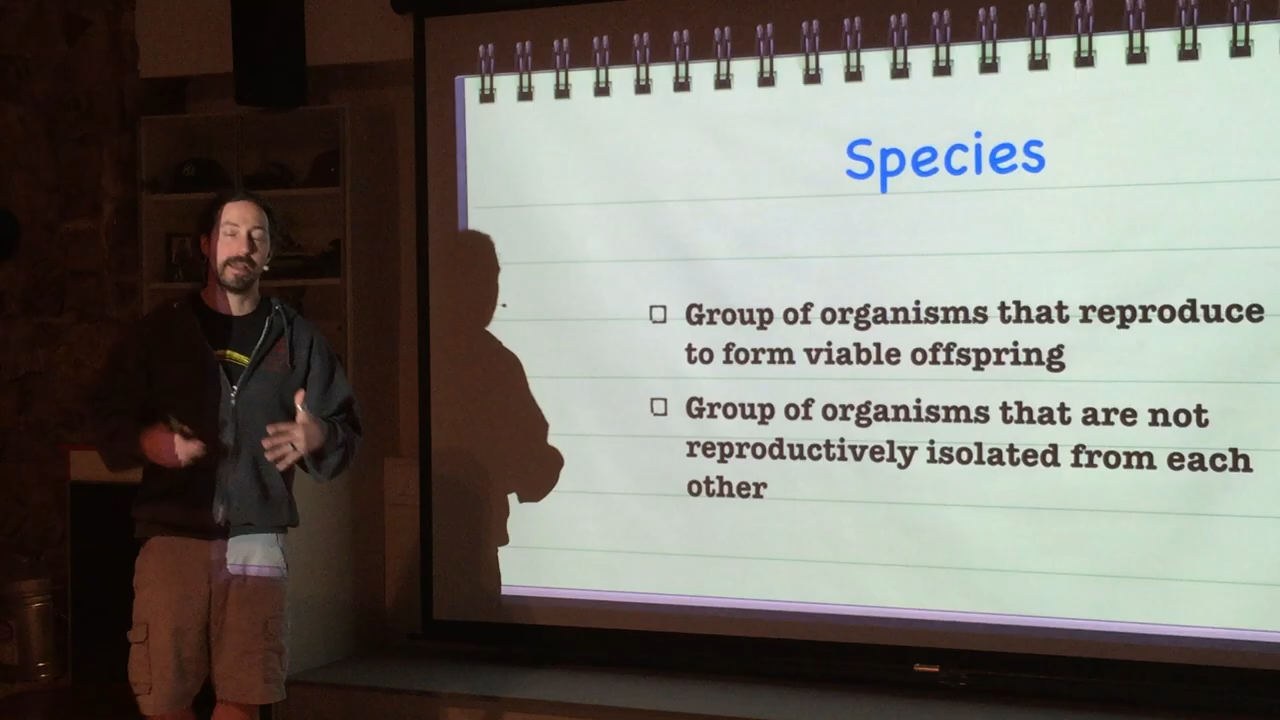 Species
Group of organisms that reproduce
to form viable offspring
Group of organisms that are not
reproductively isolated from each
other